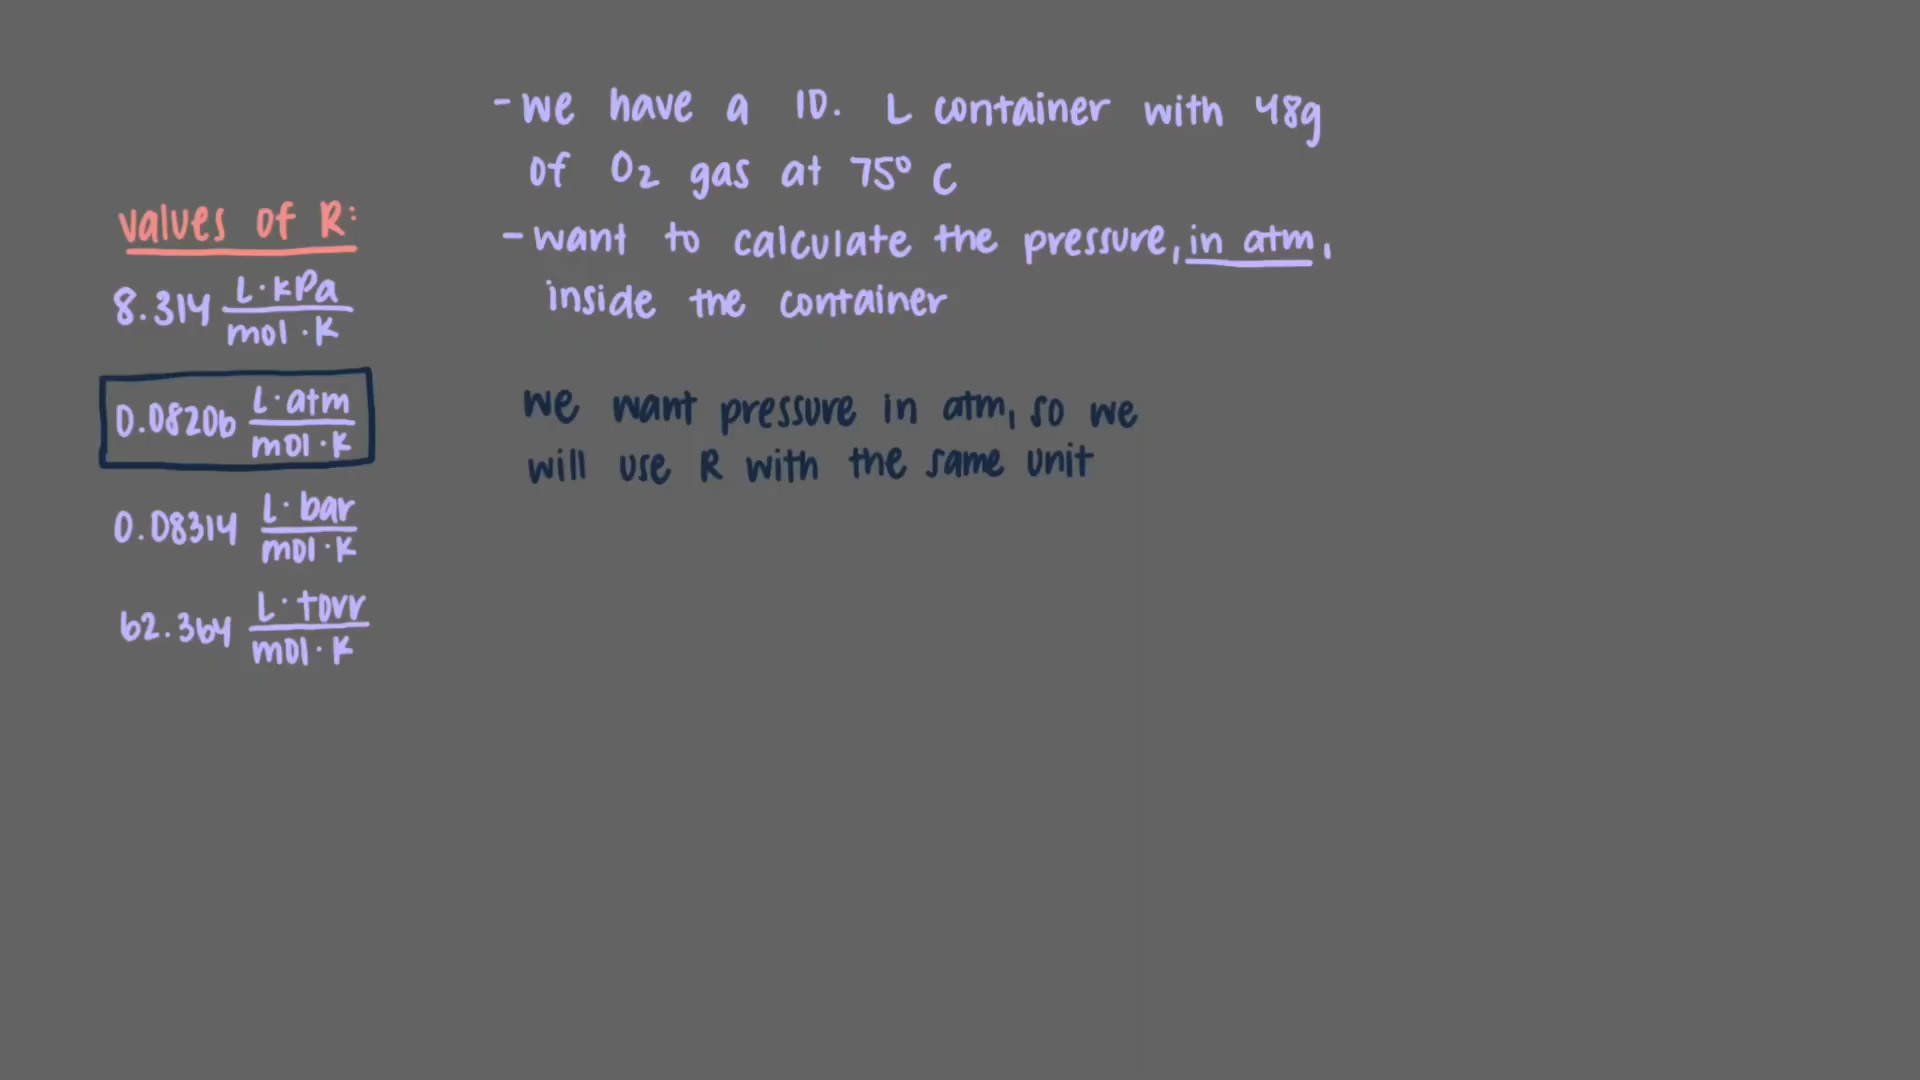 - we have a 10. L container with 48g
of O2 gas at 75° C
- want to calculate the pressure, in atm,
inside the container
values of R:
8.314 L·kPa / mol·K
0.08206 L·atm / mol·K
0.08314 L·bar / mol·K
62.364 L·torr / mol·K
we want pressure in atm, so we
will use R with the same unit